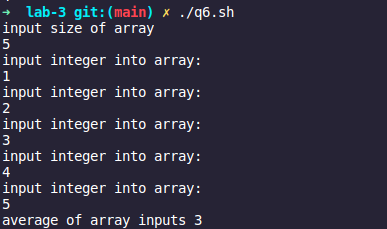 ➜  lab-3 git:(main) ✗ ./q6.sh
input size of array
5
input integer into array:
1
input integer into array:
2
input integer into array:
3
input integer into array:
4
input integer into array:
5
average of array inputs 3